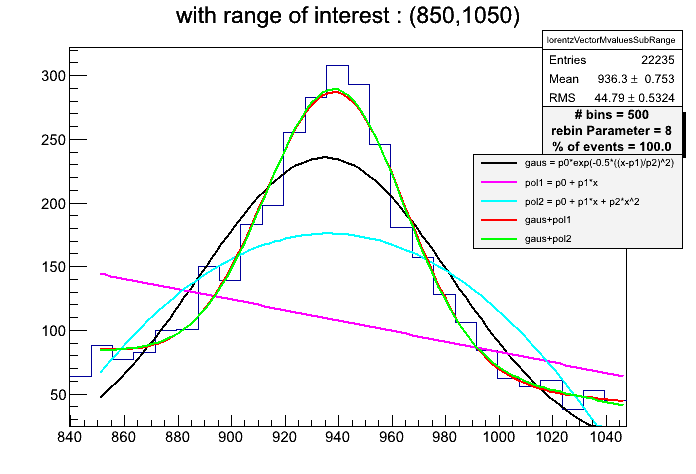 with range of interest : (850,1050)
lorentzVectorMvaluesSubRange
Entries 22235
Mean 936.3 ± 0.753
RMS 44.79 ± 0.5324
# bins = 500
rebin Parameter = 8
% of events = 100.0
gaus = p0*exp(-0.5*((x-p1)/p2)^2)
pol1 = p0 + p1*x
pol2 = p0 + p1*x + p2*x^2
gaus+pol1
gaus+pol2
300
250
200
150
100
50
840 860 880 900 920 940 960 980 1000 1020 1040